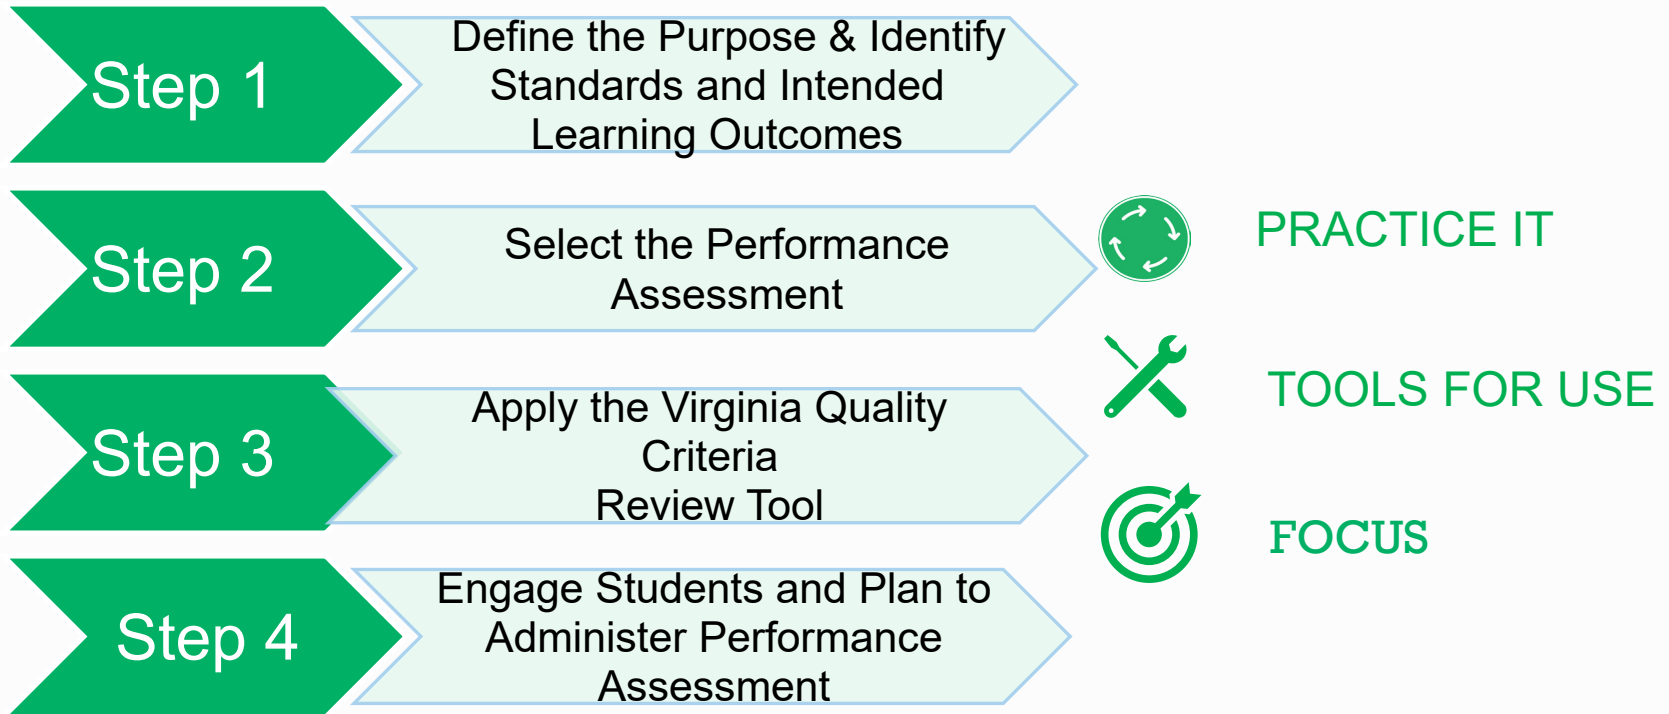 Step 1
Define the Purpose & Identify
Standards and Intended
Learning Outcomes
Step 2
Select the Performance
Assessment
Step 3
Apply the Virginia Quality
Criteria
Review Tool
Step 4
Engage Students and Plan to
Administer Performance
Assessment
PRACTICE IT
TOOLS FOR USE
FOCUS